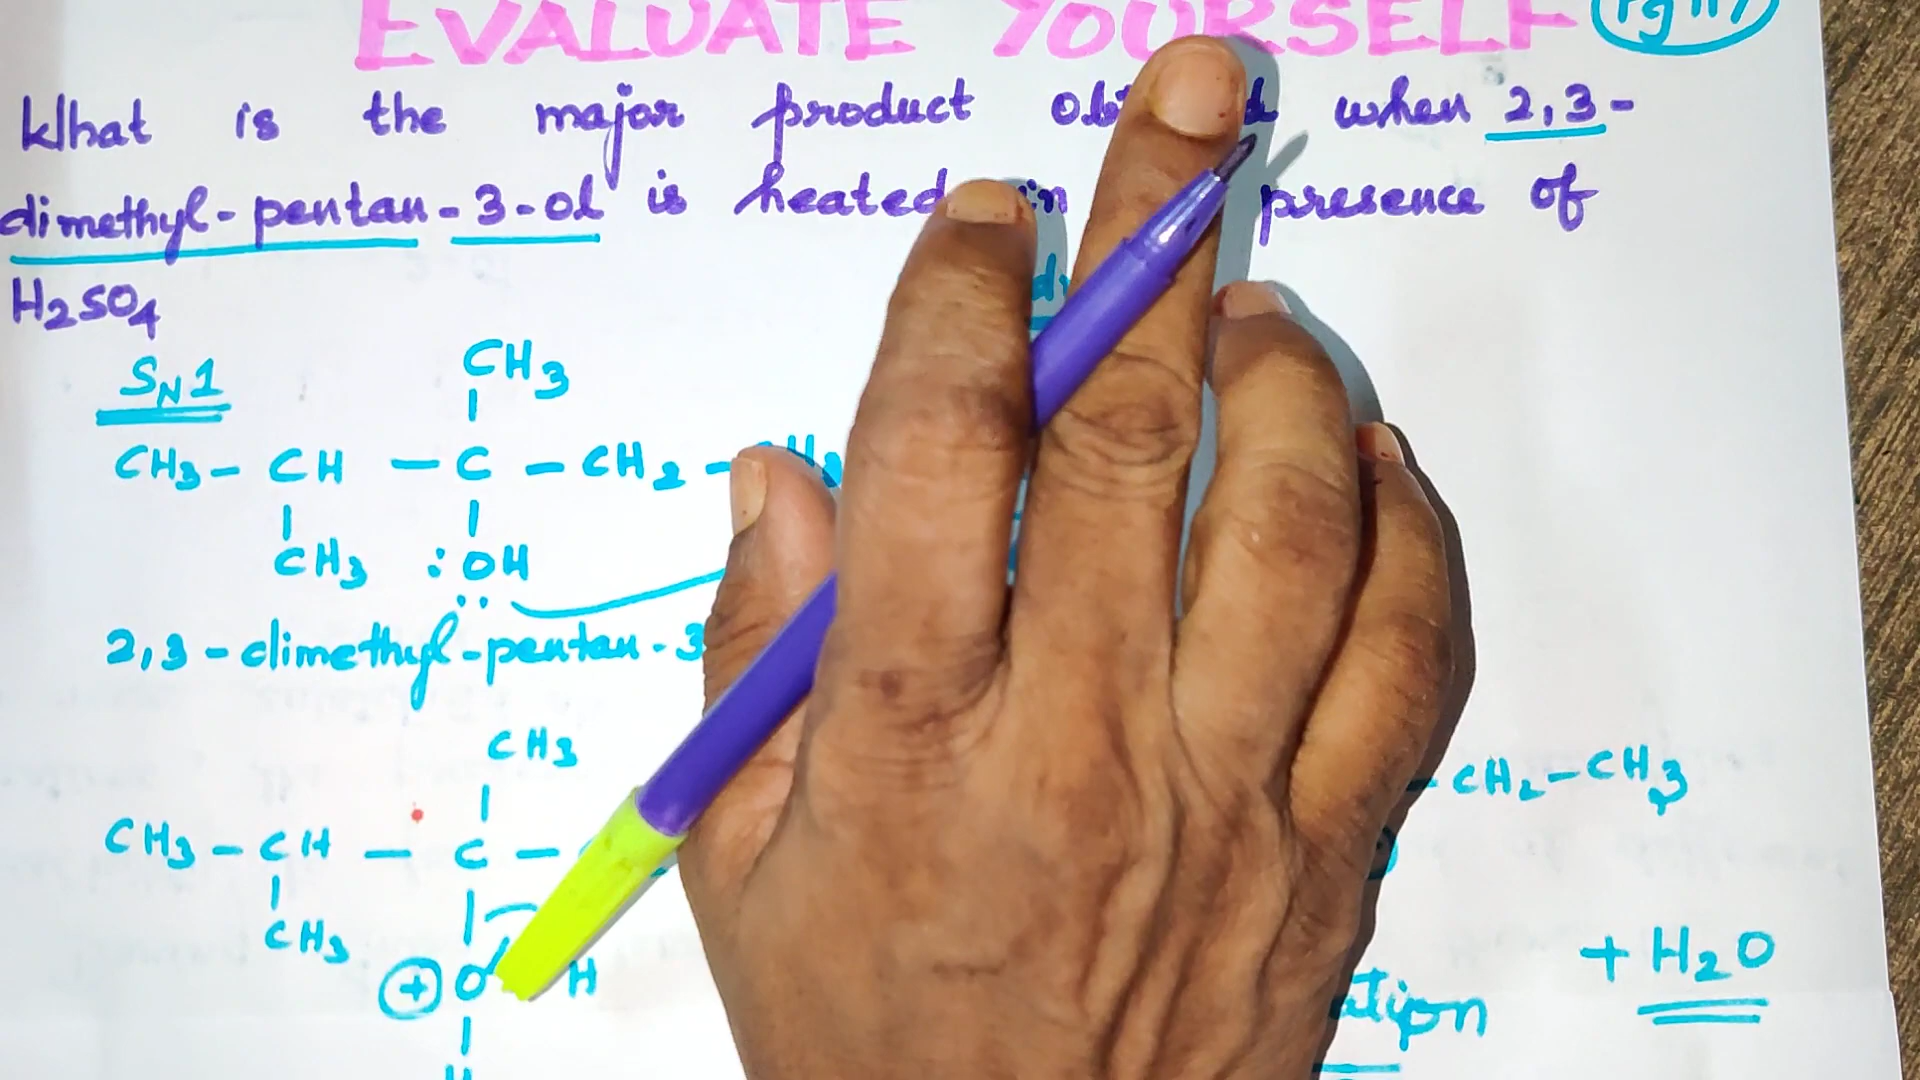 EVALUATE YOURSELF
What is the major product when 2,3-
dimethyl-pentan-3-ol is heated in presence of
H2SO4
SN1
CH3
CH3 - CH - C - CH2 -
CH3 :OH
2,3-dimethyl-pentan-3
CH3
- CH2 - CH3
CH3 - CH - C -
CH3
+ H2O
(+) O H
H